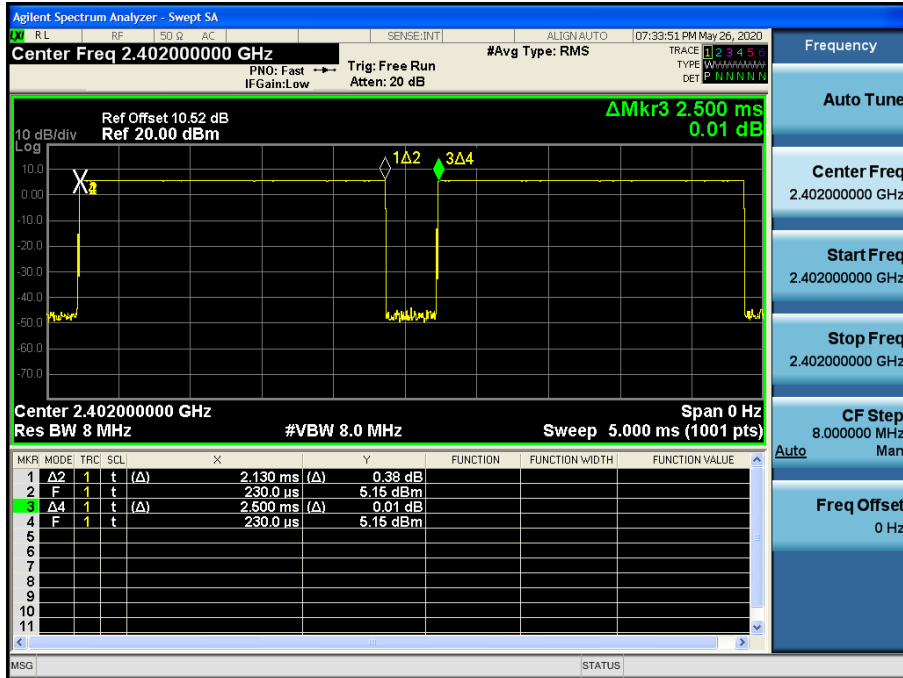 Agilent Spectrum Analyzer - Swept SA
LXI RL RF 50 Ω AC SENSE:INT ALIGN AUTO 07:33:51 PM May 26, 2020
Center Freq 2.402000000 GHz
#Avg Type: RMS
TRACE 1 2 3 4 5 6
PNO: Fast Trig: Free Run
TYPE W
IFGain:Low Atten: 20 dB
DET P N N N N N
Frequency
Auto Tune
Center Freq
2.402000000 GHz
Start Freq
2.402000000 GHz
Stop Freq
2.402000000 GHz
CF Step
8.000000 MHz
Auto Man
Freq Offset
0 Hz
ΔMkr3 2.500 ms
0.01 dB
Ref Offset 10.52 dB
10 dB/div Ref 20.00 dBm
Log
1Δ2 3Δ4
10.0
0.00
-10.0
-20.0
-30.0
-40.0
-50.0
-60.0
-70.0
Center 2.402000000 GHz Span 0 Hz
Res BW 8 MHz #VBW 8.0 MHz Sweep 5.000 ms (1001 pts)
MKR MODE TRC SCL X Y FUNCTION FUNCTION WIDTH FUNCTION VALUE
1 Δ2 1 t (Δ) 2.130 ms (Δ) 0.38 dB
2 F 1 t 230.0 µs 5.15 dBm
3 Δ4 1 t (Δ) 2.500 ms (Δ) 0.01 dB
4 F 1 t 230.0 µs 5.15 dBm
5
6
7
8
9
10
11
MSG STATUS